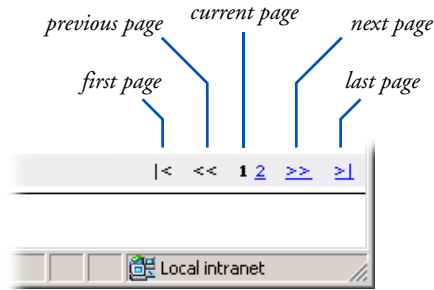 current page
previous page
next page
first page
last page
|< << 1 2 >> >|
Local intranet